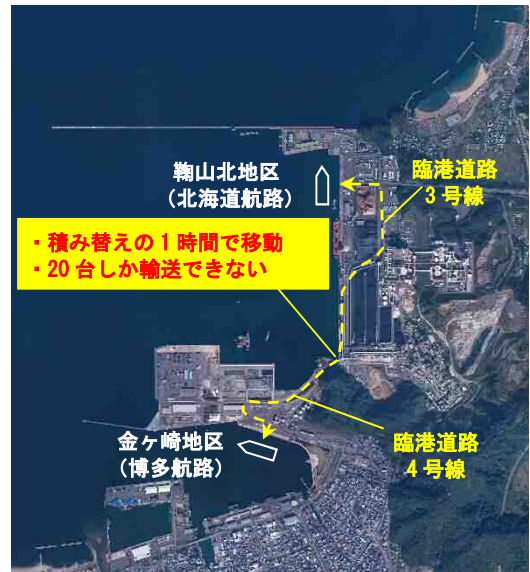 鞠山北地区
（北海道航路）
臨港道路
３号線
・積み替えの１時間で移動
・20 台しか輸送できない
金ヶ崎地区
（博多航路）
臨港道路
４号線